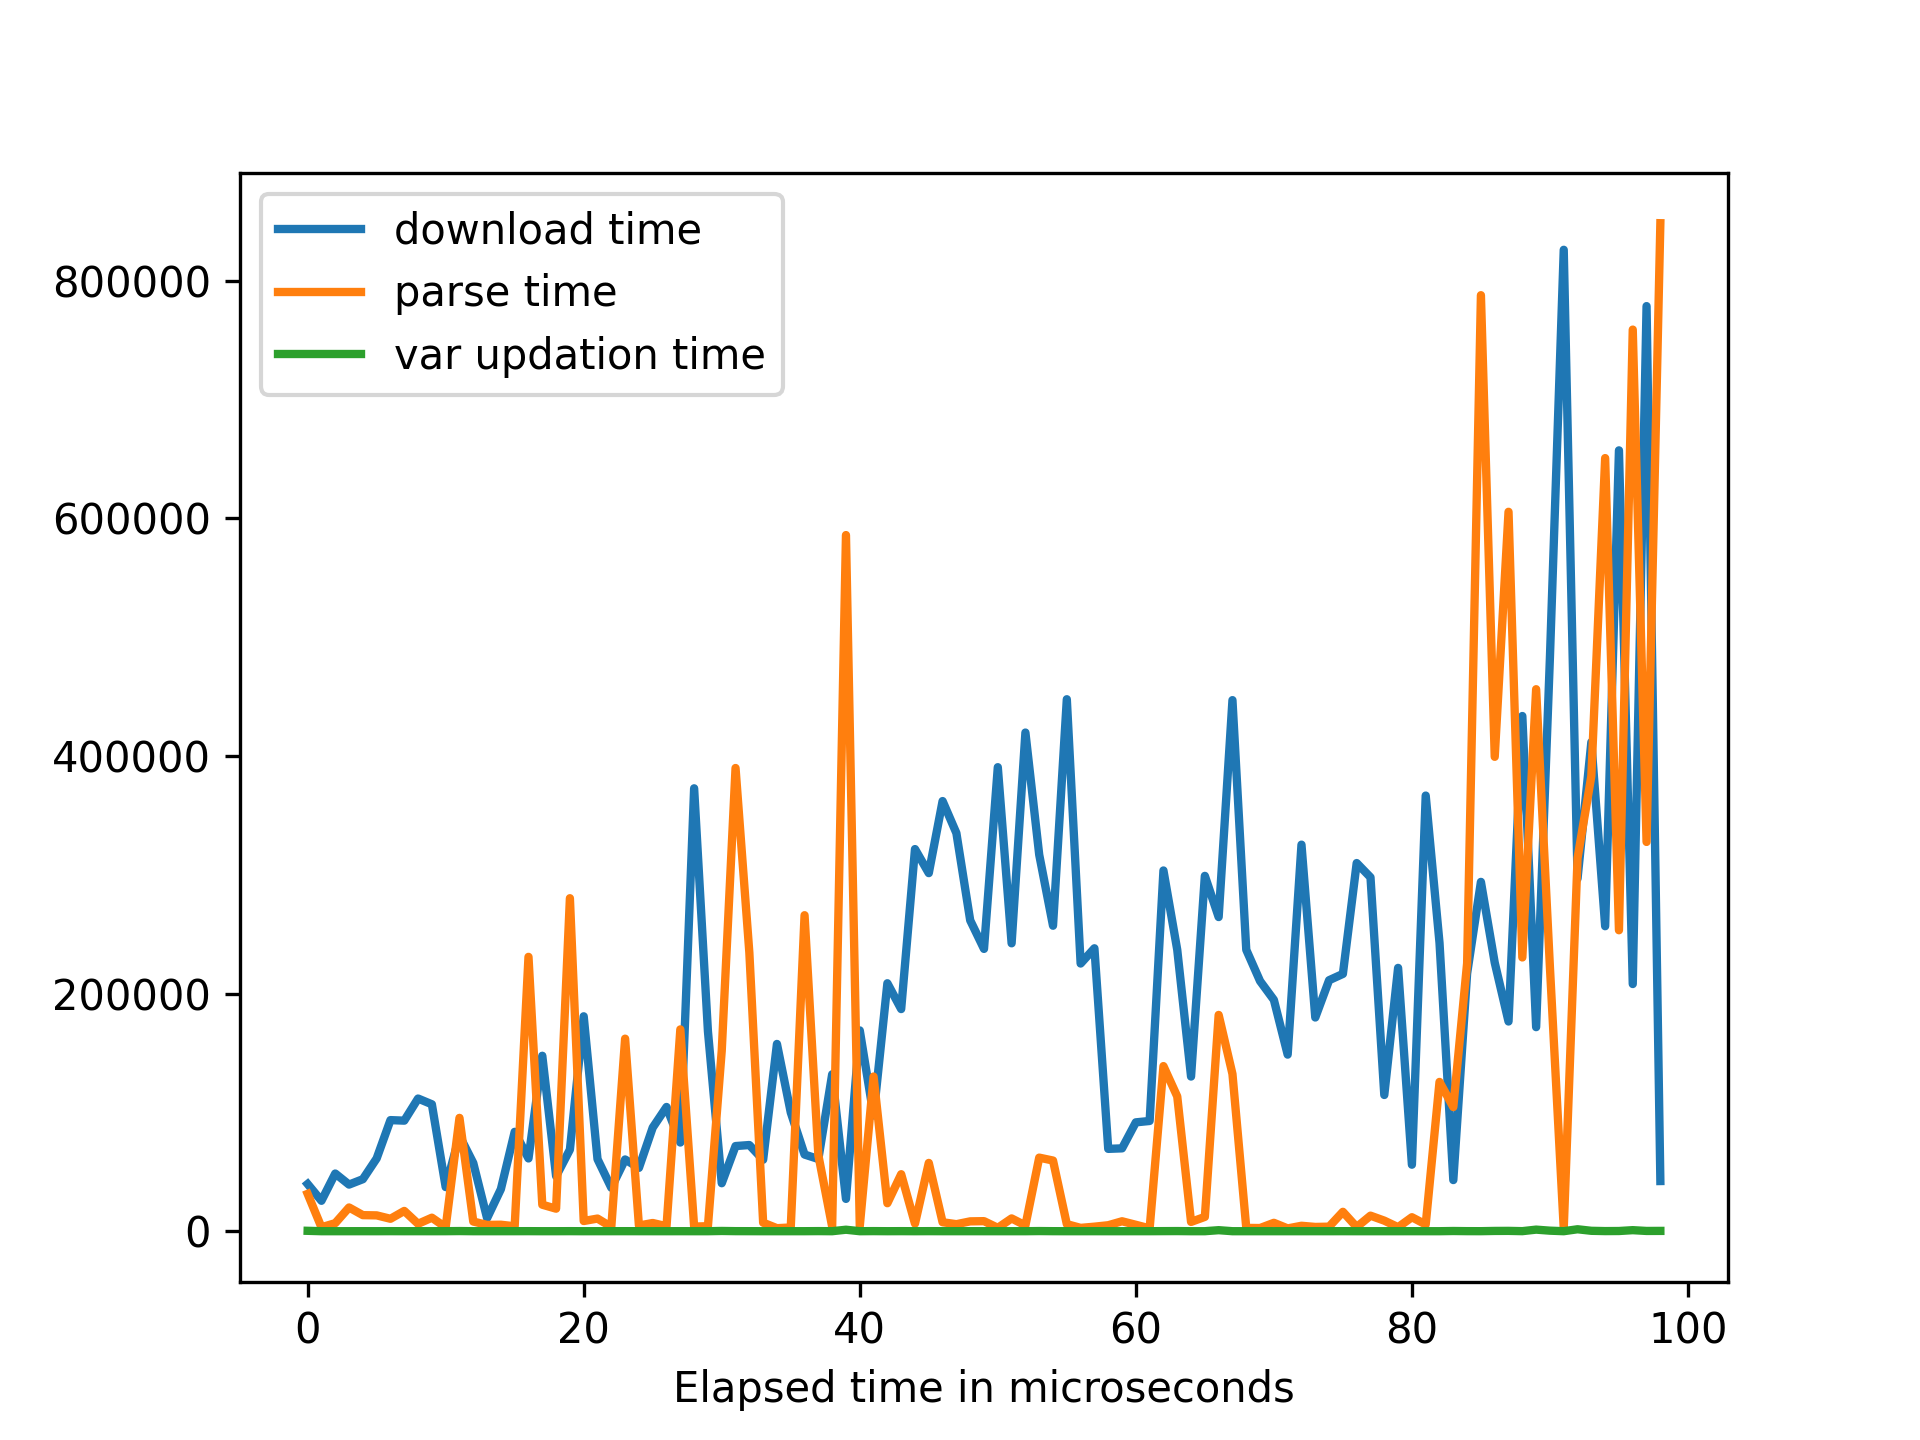 download time
parse time
var updation time
800000
600000
400000
200000
0
0 20 40 60 80 100
Elapsed time in microseconds